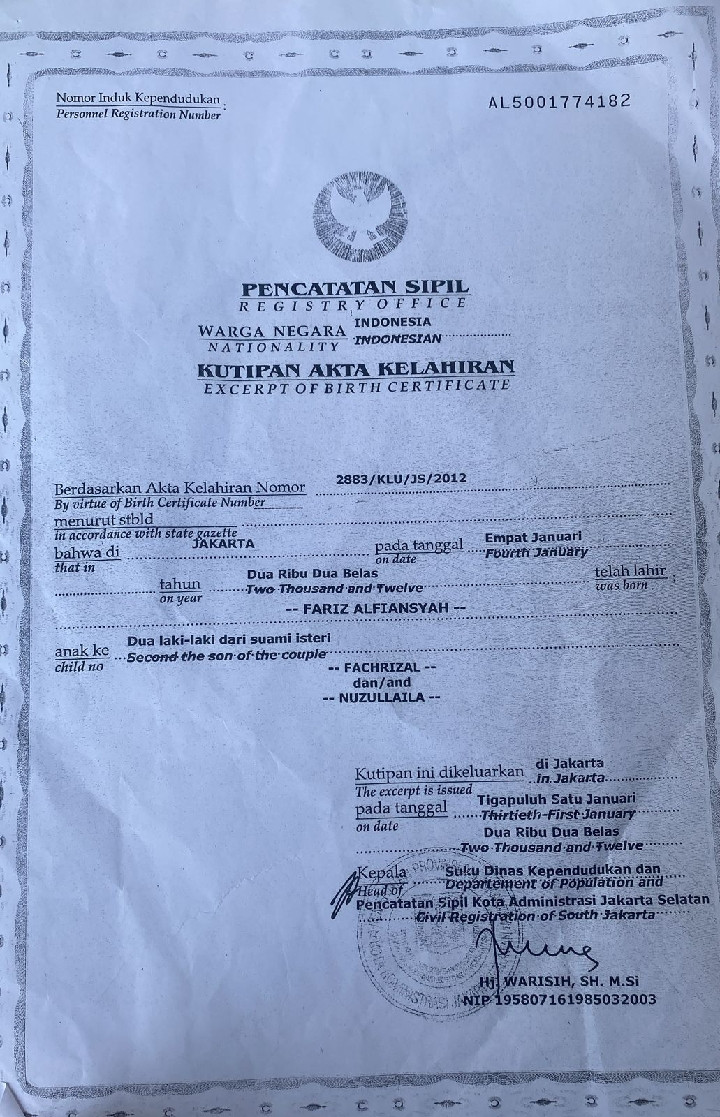 Nomor Induk Kependudukan :
Personnel Registration Number
AL5001774182
PENCATATAN SIPIL
REGISTRY OFFICE
WARGA NEGARA INDONESIA
NATIONALITY INDONESIAN
KUTIPAN AKTA KELAHIRAN
EXCERPT OF BIRTH CERTIFICATE
Berdasarkan Akta Kelahiran Nomor 2883/KLU/JS/2012
By virtue of Birth Certificate Number
menurut stbld
in accordance with state gazette
bahwa di JAKARTA pada tanggal Empat Januari
that in on date Fourth January
tahun Dua Ribu Dua Belas telah lahir :
on year Two Thousand and Twelve was born
-- FARIZ ALFIANSYAH --
anak ke Dua laki-laki dari suami isteri
child no Second the son of the couple
-- FACHRIZAL --
dan/and
-- NUZULLAILA --
Kutipan ini dikeluarkan di Jakarta
The excerpt is issued in Jakarta
pada tanggal Tigapuluh Satu Januari
on date Thirtieth-First January
Dua Ribu Dua Belas
Two Thousand and Twelve
Kepala Suku Dinas Kependudukan dan
Head of Departement of Population and
Pencatatan Sipil Kota Administrasi Jakarta Selatan
Civil Registration of South Jakarta
Hj. WARISIH, SH. M.Si
NIP 195807161985032003